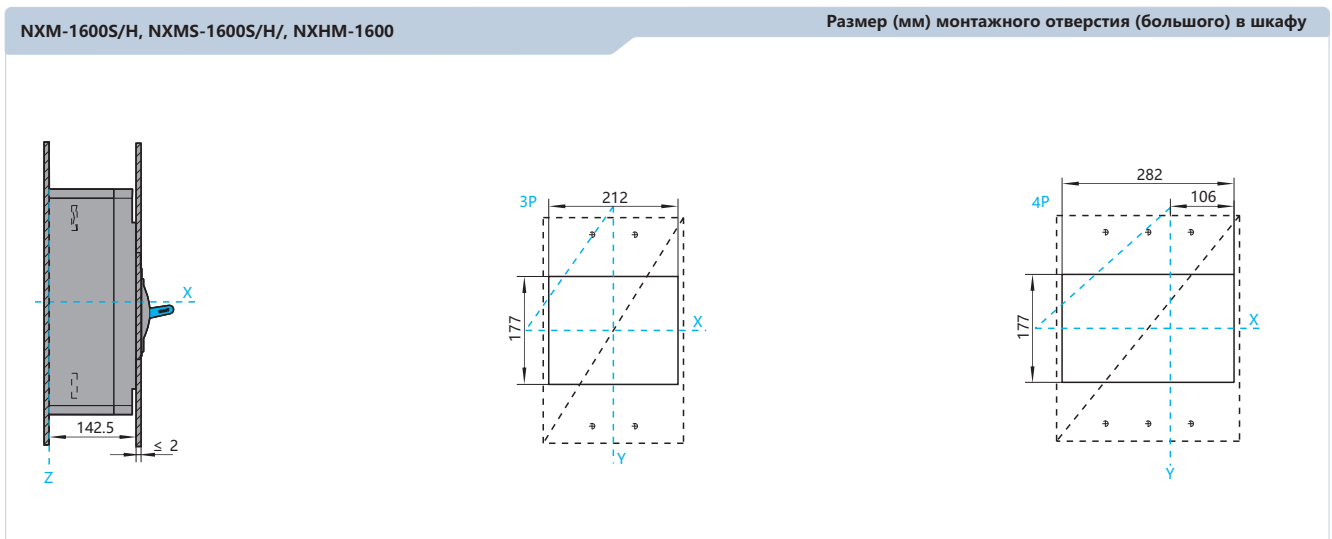 NXM-1600S/H, NXMS-1600S/H/, NXHM-1600
Размер (мм) монтажного отверстия (большого) в шкафу
X
142.5
≤ 2
Z
3P
212
177
X
Y
4P
282
106
177
X
Y